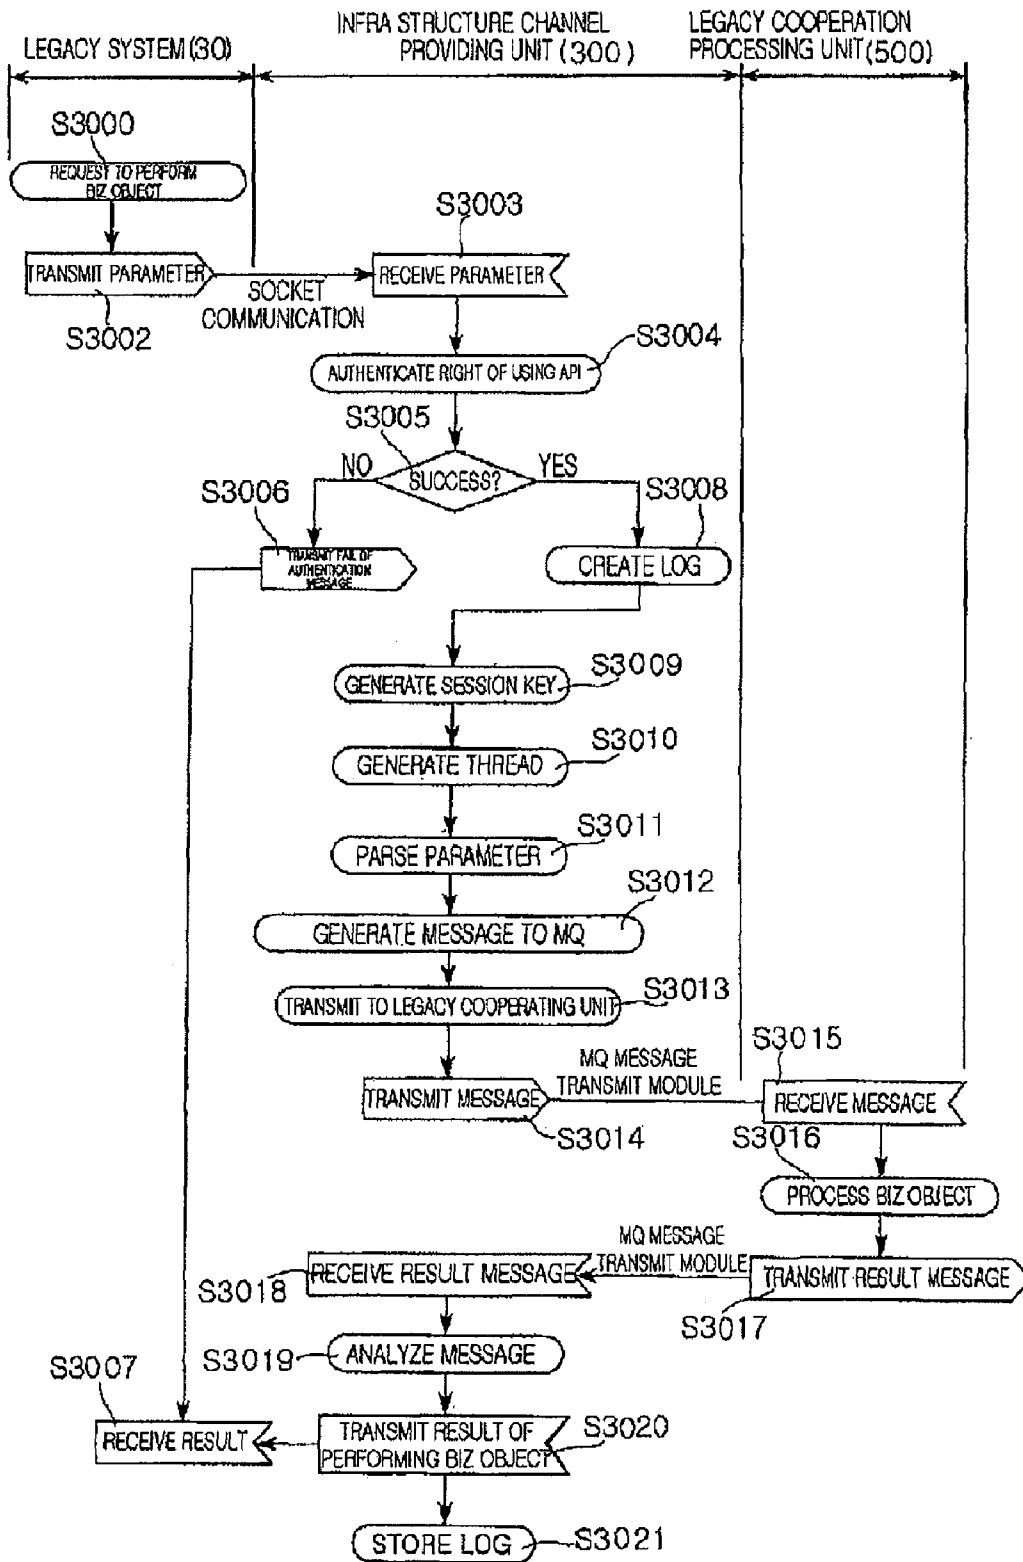 LEGACY SYSTEM (30)
INFRA STRUCTURE CHANNEL
PROVIDING UNIT (300)
LEGACY COOPERATION
PROCESSING UNIT (500)
S3000
REQUEST TO PERFORM
BIZ OBJECT
S3003
TRANSMIT PARAMETER
RECEIVE PARAMETER
SOCKET
COMMUNICATION
S3002
S3004
AUTHENTICATE RIGHT OF USING API
S3005
NO
SUCCESS?
YES
S3006
S3008
TRANSMIT FAIL OF
AUTHENTICATION
MESSAGE
CREATE LOG
S3009
GENERATE SESSION KEY
S3010
GENERATE THREAD
S3011
PARSE PARAMETER
S3012
GENERATE MESSAGE TO MQ
S3013
TRANSMIT TO LEGACY COOPERATING UNIT
S3015
MQ MESSAGE
TRANSMIT MODULE
TRANSMIT MESSAGE
RECEIVE MESSAGE
S3014
S3016
PROCESS BIZ OBJECT
MQ MESSAGE
TRANSMIT MODULE
RECEIVE RESULT MESSAGE
TRANSMIT RESULT MESSAGE
S3018
S3017
ANALYZE MESSAGE
S3019
S3007
TRANSMIT RESULT OF
PERFORMING BIZ OBJECT
S3020
RECEIVE RESULT
STORE LOG
S3021